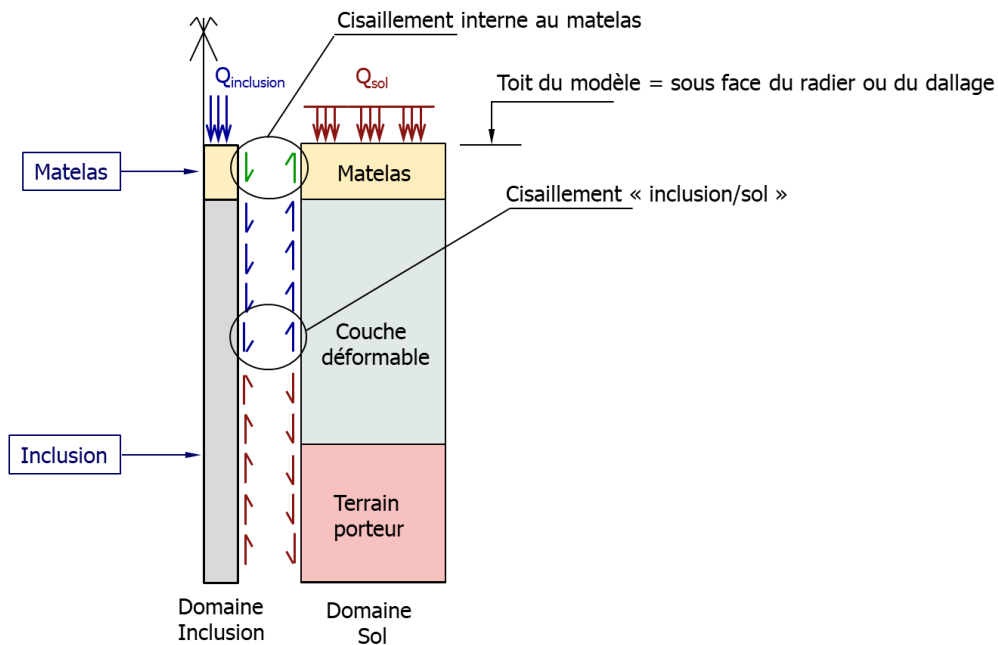 Cisaillement interne au matelas
Qinclusion
Qsol
Toit du modèle = sous face du radier ou du dallage
Matelas
Matelas
Cisaillement « inclusion/sol »
Couche
déformable
Inclusion
Terrain
porteur
Domaine
Inclusion
Domaine
Sol